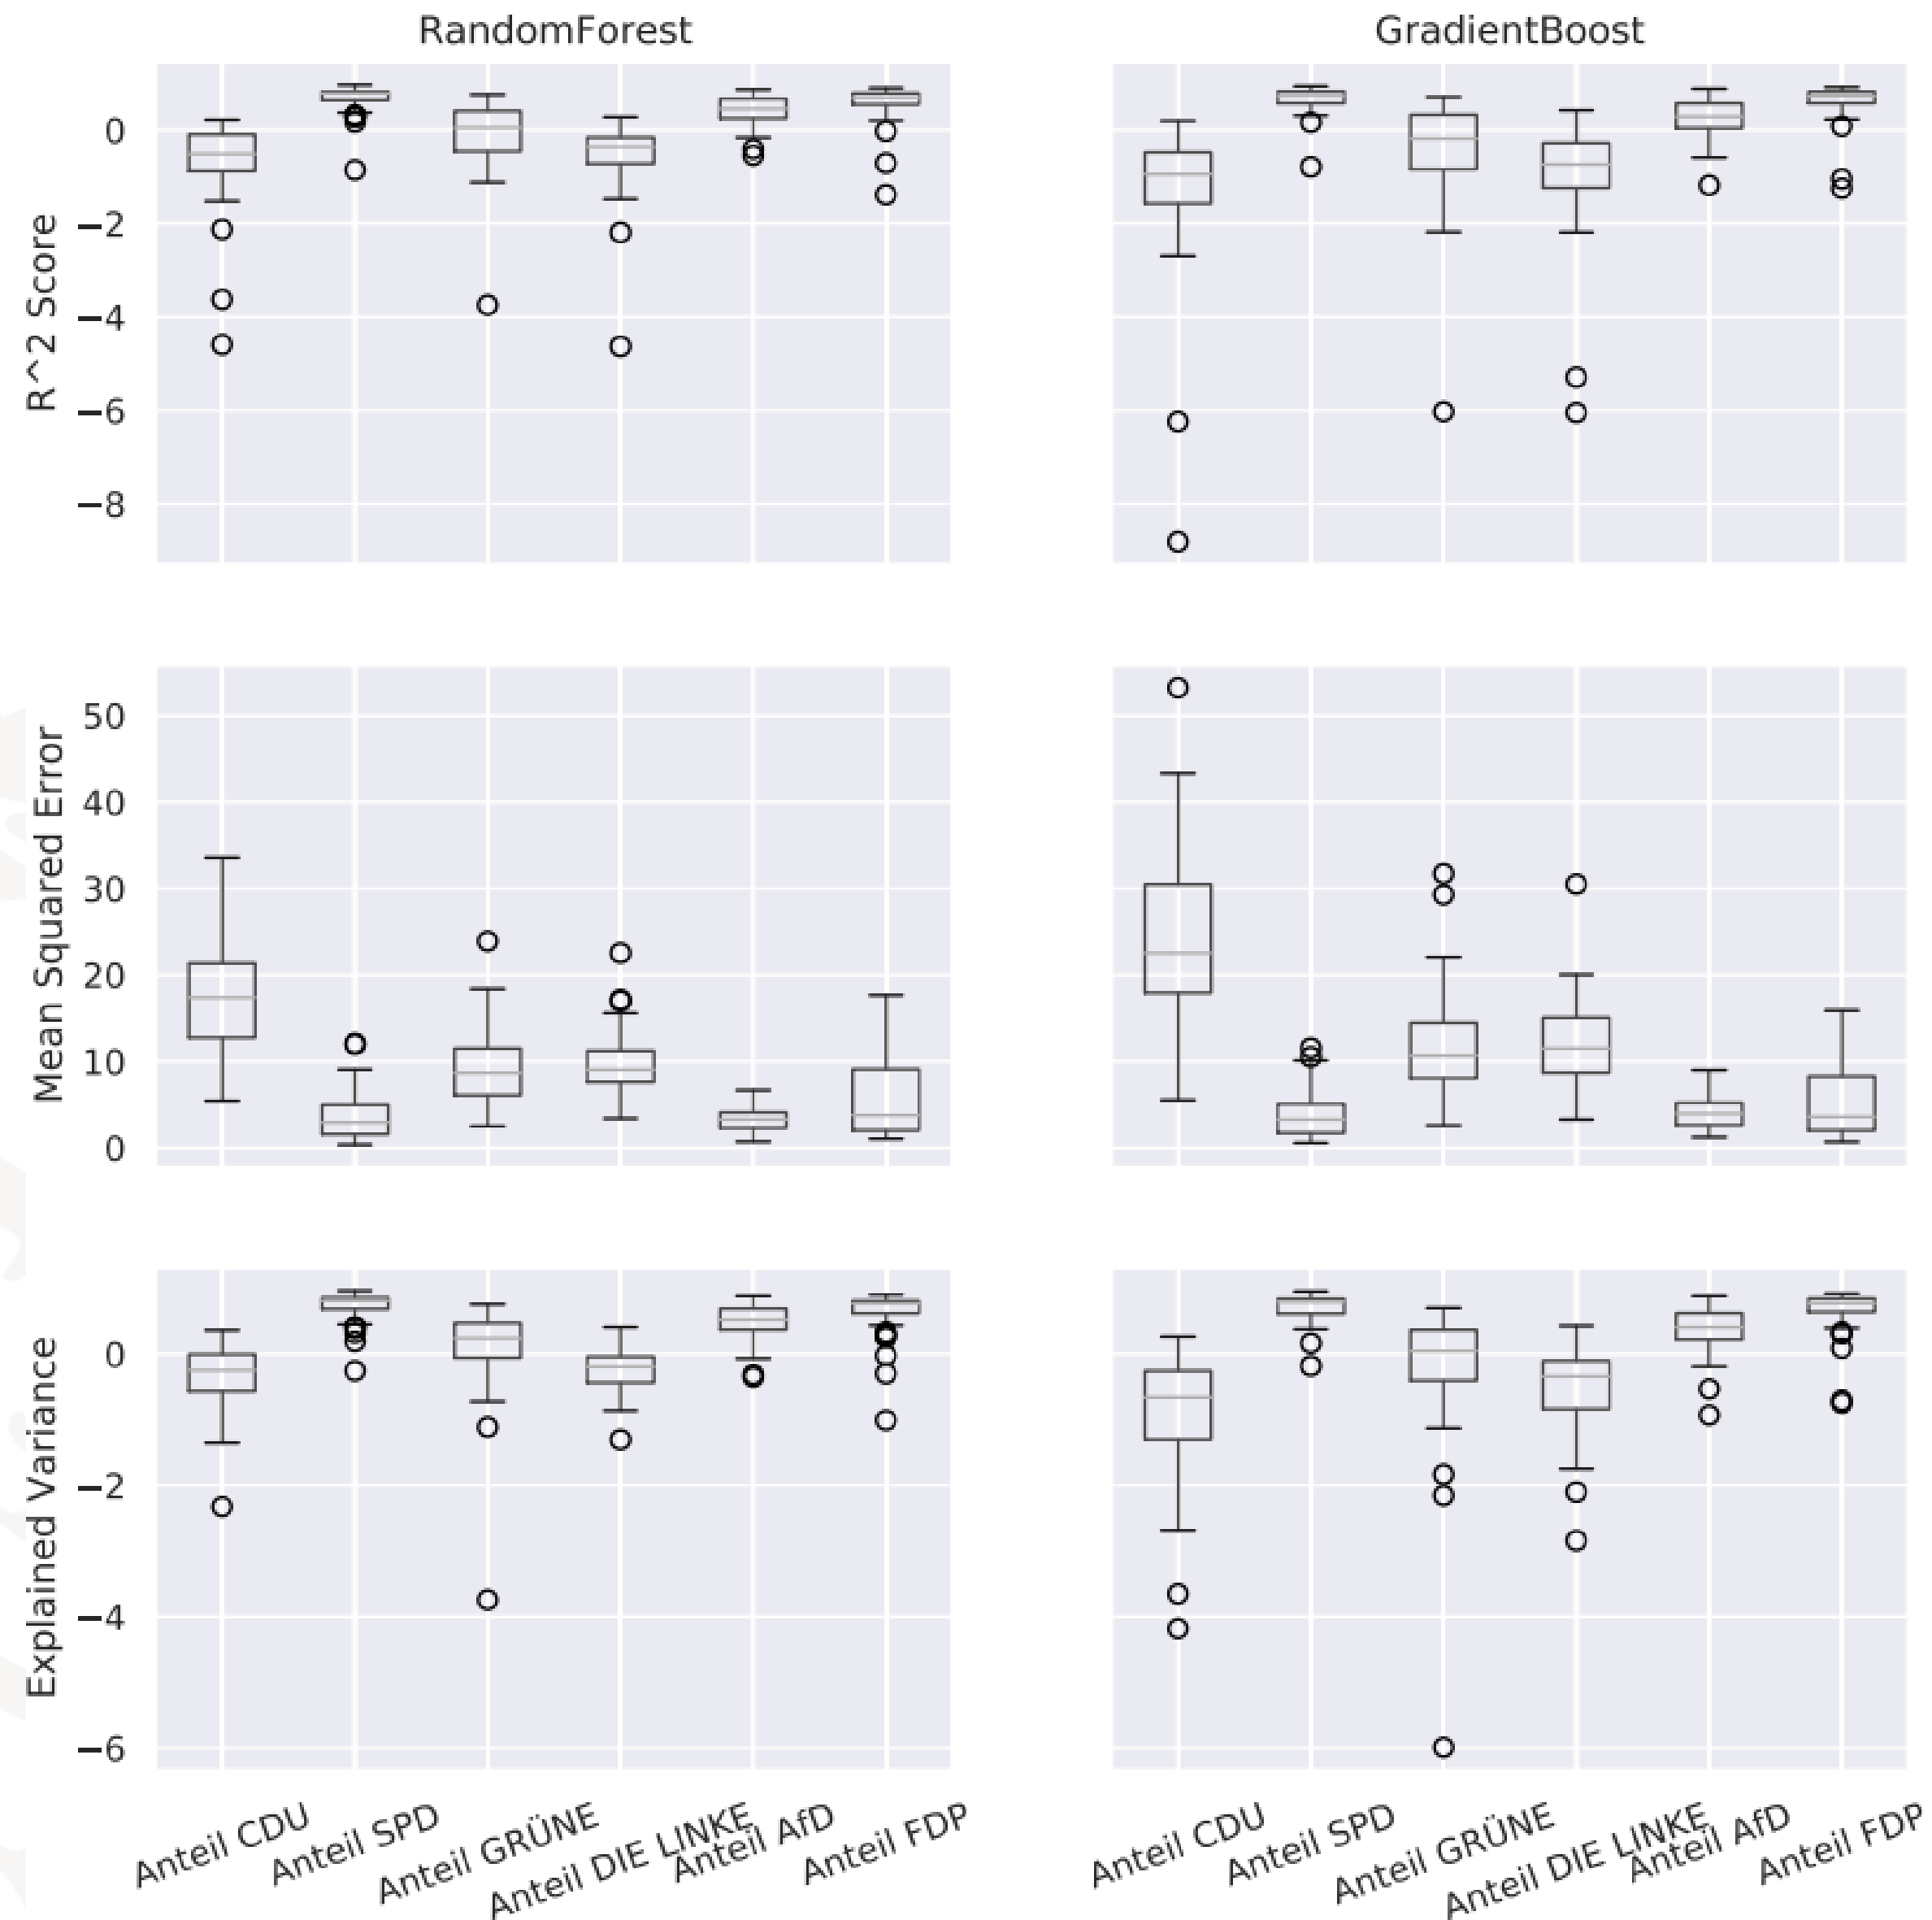 RandomForest
GradientBoost
R^2 Score
0
−2
−4
−6
−8
Mean Squared Error
50
40
30
20
10
0
Explained Variance
0
−2
−4
−6
Anteil CDU
Anteil SPD
Anteil GRÜNE
Anteil DIE LINKE
Anteil AfD
Anteil FDP
Anteil CDU
Anteil SPD
Anteil GRÜNE
Anteil DIE LINKE
Anteil AfD
Anteil FDP